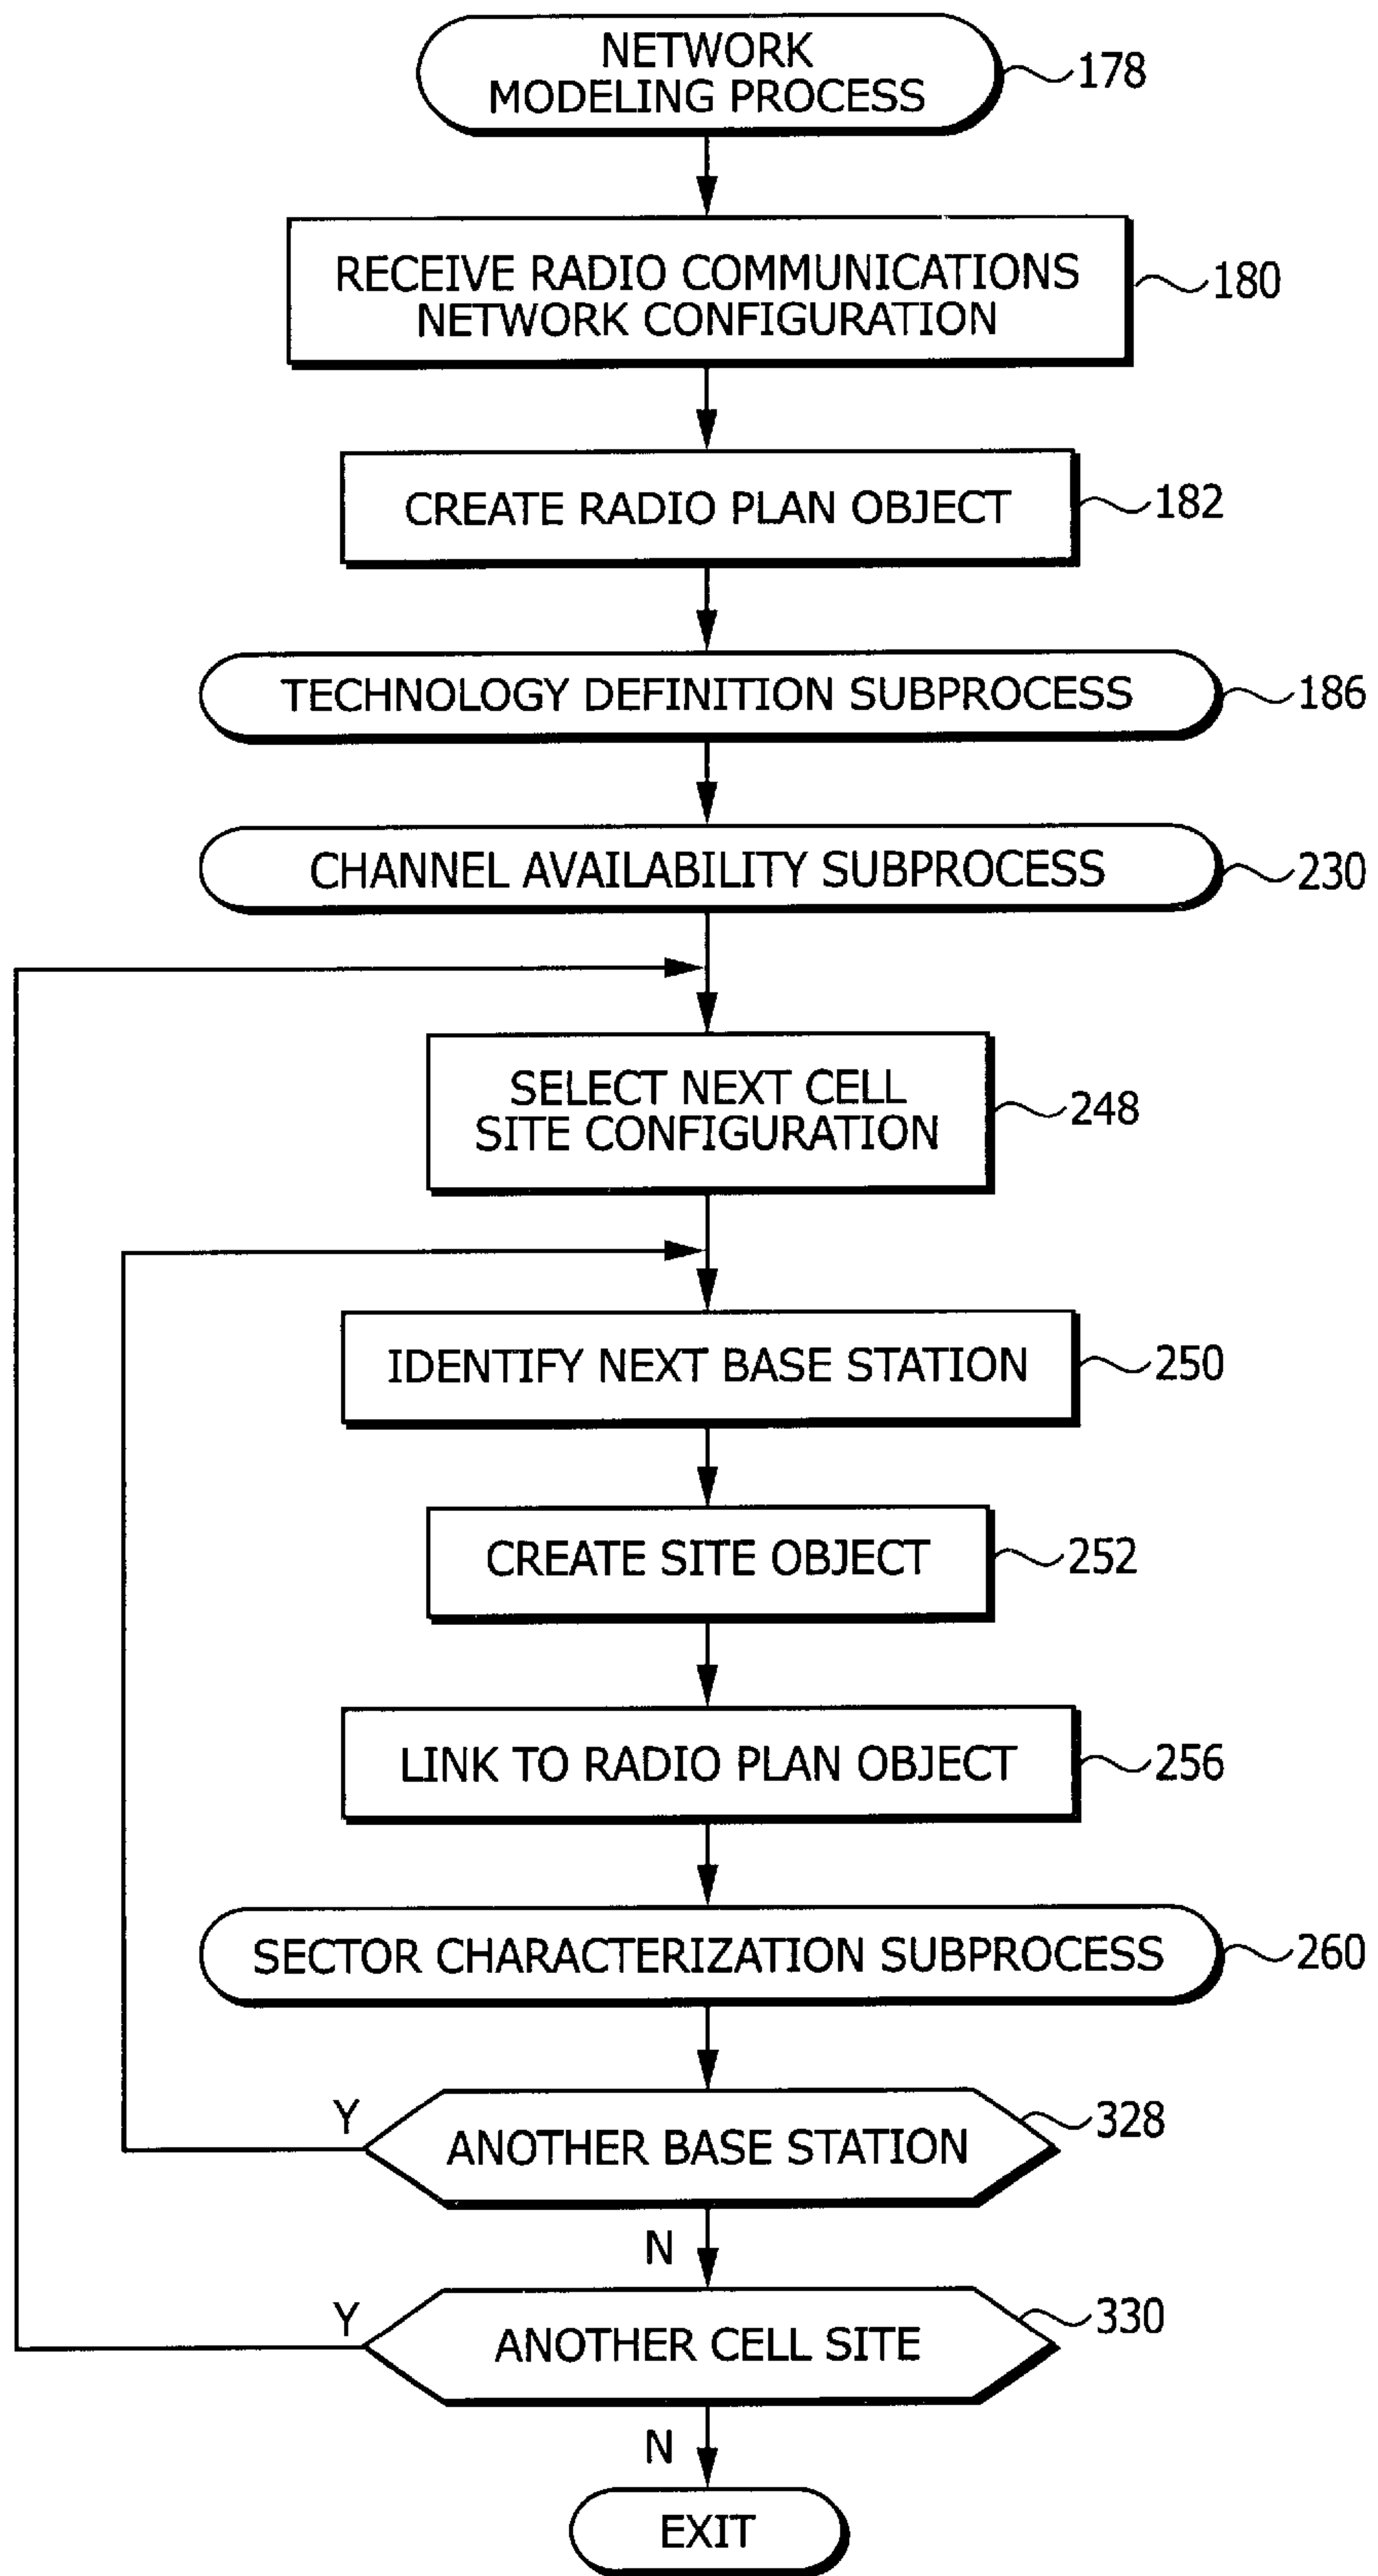 NETWORK
MODELING PROCESS
178
RECEIVE RADIO COMMUNICATIONS
NETWORK CONFIGURATION
180
CREATE RADIO PLAN OBJECT
182
TECHNOLOGY DEFINITION SUBPROCESS
186
CHANNEL AVAILABILITY SUBPROCESS
230
SELECT NEXT CELL
SITE CONFIGURATION
248
IDENTIFY NEXT BASE STATION
250
CREATE SITE OBJECT
252
LINK TO RADIO PLAN OBJECT
256
SECTOR CHARACTERIZATION SUBPROCESS
260
Y
ANOTHER BASE STATION
328
N
Y
ANOTHER CELL SITE
330
N
EXIT